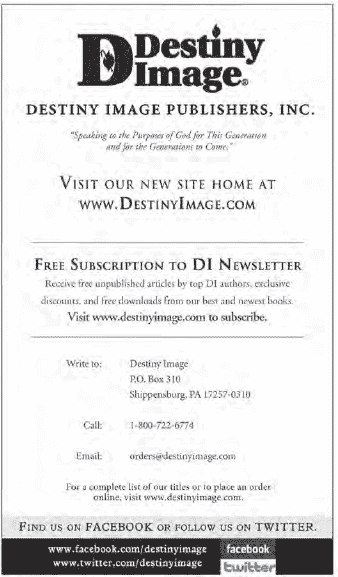 Destiny
Image®
DESTINY IMAGE PUBLISHERS, INC.
"Speaking to the Purposes of God for This Generation
and for the Generations to Come."
VISIT OUR NEW SITE HOME AT
WWW.DESTINYIMAGE.COM
FREE SUBSCRIPTION TO DI NEWSLETTER
Receive free unpublished articles by top DI authors, exclusive
discounts, and free downloads from our best and newest books.
Visit www.destinyimage.com to subscribe.
Write to: Destiny Image
P.O. Box 310
Shippensburg, PA 17257-0310
Call: 1-800-722-6774
Email: orders@destinyimage.com
For a complete list of our titles or to place an order
online, visit www.destinyimage.com.
FIND US ON FACEBOOK OR FOLLOW US ON TWITTER.
www.facebook.com/destinyimage facebook
www.twitter.com/destinyimage twitter